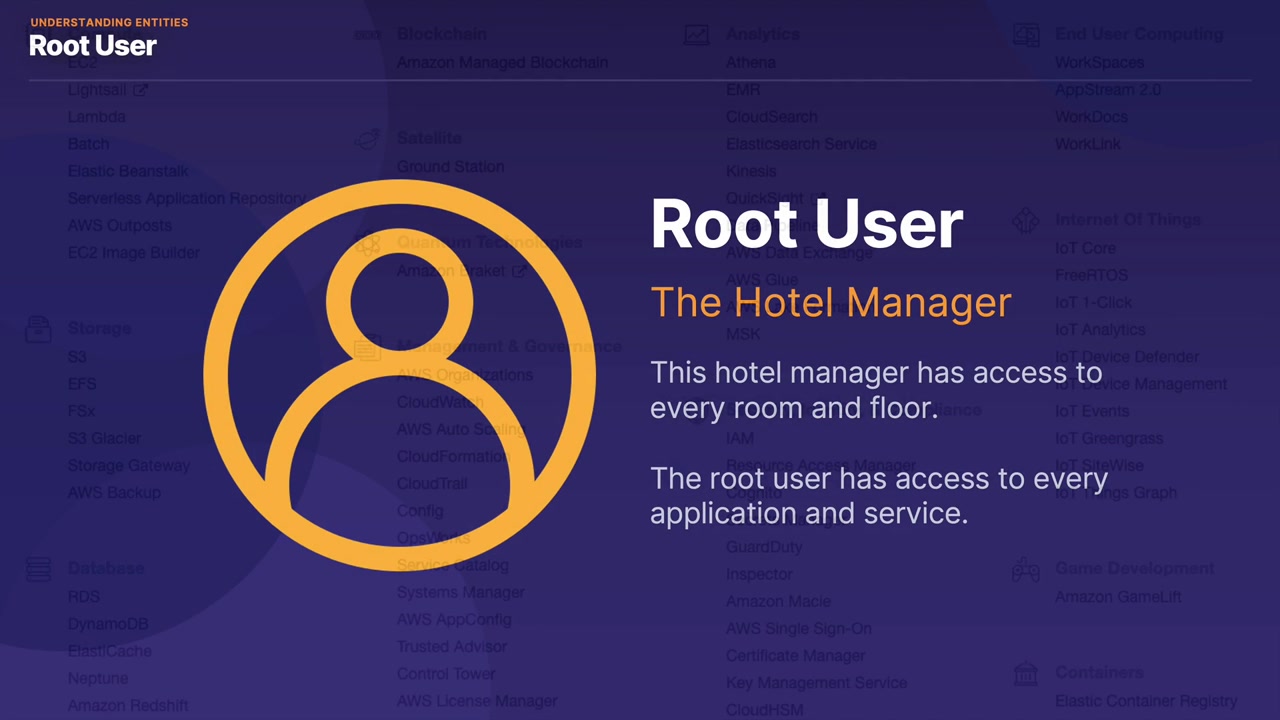 UNDERSTANDING ENTITIES
Root User
Root User
The Hotel Manager
This hotel manager has access to
every room and floor.
The root user has access to every
application and service.
EC2
Lightsail
Lambda
Batch
Elastic Beanstalk
Serverless Application Repository
AWS Outposts
EC2 Image Builder
Storage
S3
EFS
FSx
S3 Glacier
Storage Gateway
AWS Backup
Database
RDS
DynamoDB
ElastiCache
Neptune
Amazon Redshift
Blockchain
Amazon Managed Blockchain
Satellite
Ground Station
Quantum Technologies
Amazon Braket
Management & Governance
AWS Organizations
CloudWatch
AWS Auto Scaling
CloudFormation
CloudTrail
Config
OpsWorks
Service Catalog
Systems Manager
AWS AppConfig
Trusted Advisor
Control Tower
AWS License Manager
Analytics
Athena
EMR
CloudSearch
Elasticsearch Service
Kinesis
QuickSight
AWS Data Exchange
AWS Glue
MSK
IAM
Resource Access Manager
Cognito
GuardDuty
Inspector
Amazon Macie
AWS Single Sign-On
Certificate Manager
Key Management Service
CloudHSM
End User Computing
WorkSpaces
AppStream 2.0
WorkDocs
WorkLink
Internet Of Things
IoT Core
FreeRTOS
IoT 1-Click
IoT Analytics
IoT Device Defender
IoT Device Management
IoT Events
IoT Greengrass
IoT SiteWise
IoT Things Graph
Game Development
Amazon GameLift
Containers
Elastic Container Registry